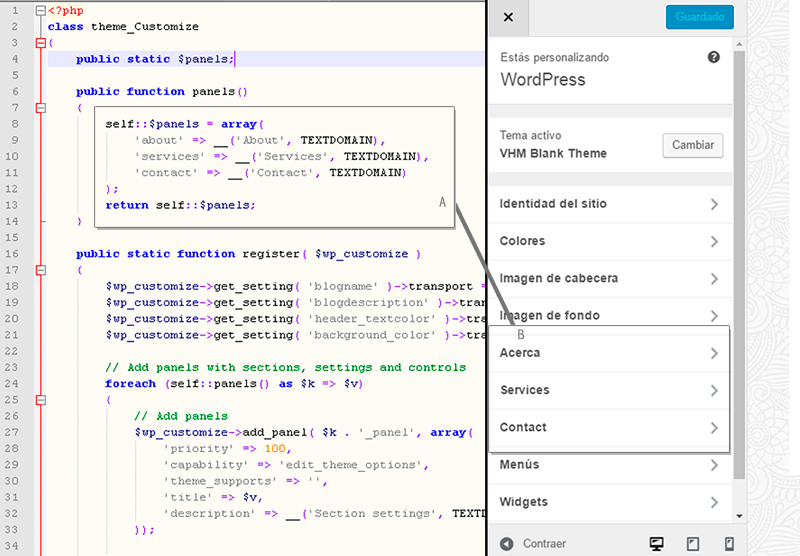 1 <?php
2 class theme_Customize
3 {
4 public static $panels;
5
6 public function panels()
7 {
8 self::$panels = array(
9 'about' => __('About', TEXTDOMAIN),
10 'services' => __('Services', TEXTDOMAIN),
11 'contact' => __('Contact', TEXTDOMAIN)
12 );
13 return self::$panels;
A
14 }
15
16 public static function register( $wp_customize )
17 {
18 $wp_customize->get_setting( 'blogname' )->transport =
19 $wp_customize->get_setting( 'blogdescription' )->tran
20 $wp_customize->get_setting( 'header_textcolor' )->tra
21 $wp_customize->get_setting( 'background_color' )->tra
22
23 // Add panels with sections, settings and controls
24 foreach (self::panels() as $k => $v)
25 {
26 // Add panels
27 $wp_customize->add_panel( $k . '_panel', array(
28 'priority' => 100,
29 'capability' => 'edit_theme_options',
30 'theme_supports' => '',
31 'title' => $v,
32 'description' => __('Section settings', TEXTD
33 ));
34
Guardado
Estás personalizando
WordPress
Tema activo
VHM Blank Theme
Cambiar
Identidad del sitio
Colores
Imagen de cabecera
Imagen de fondo
B
Acerca
Services
Contact
Menús
Widgets
Contraer